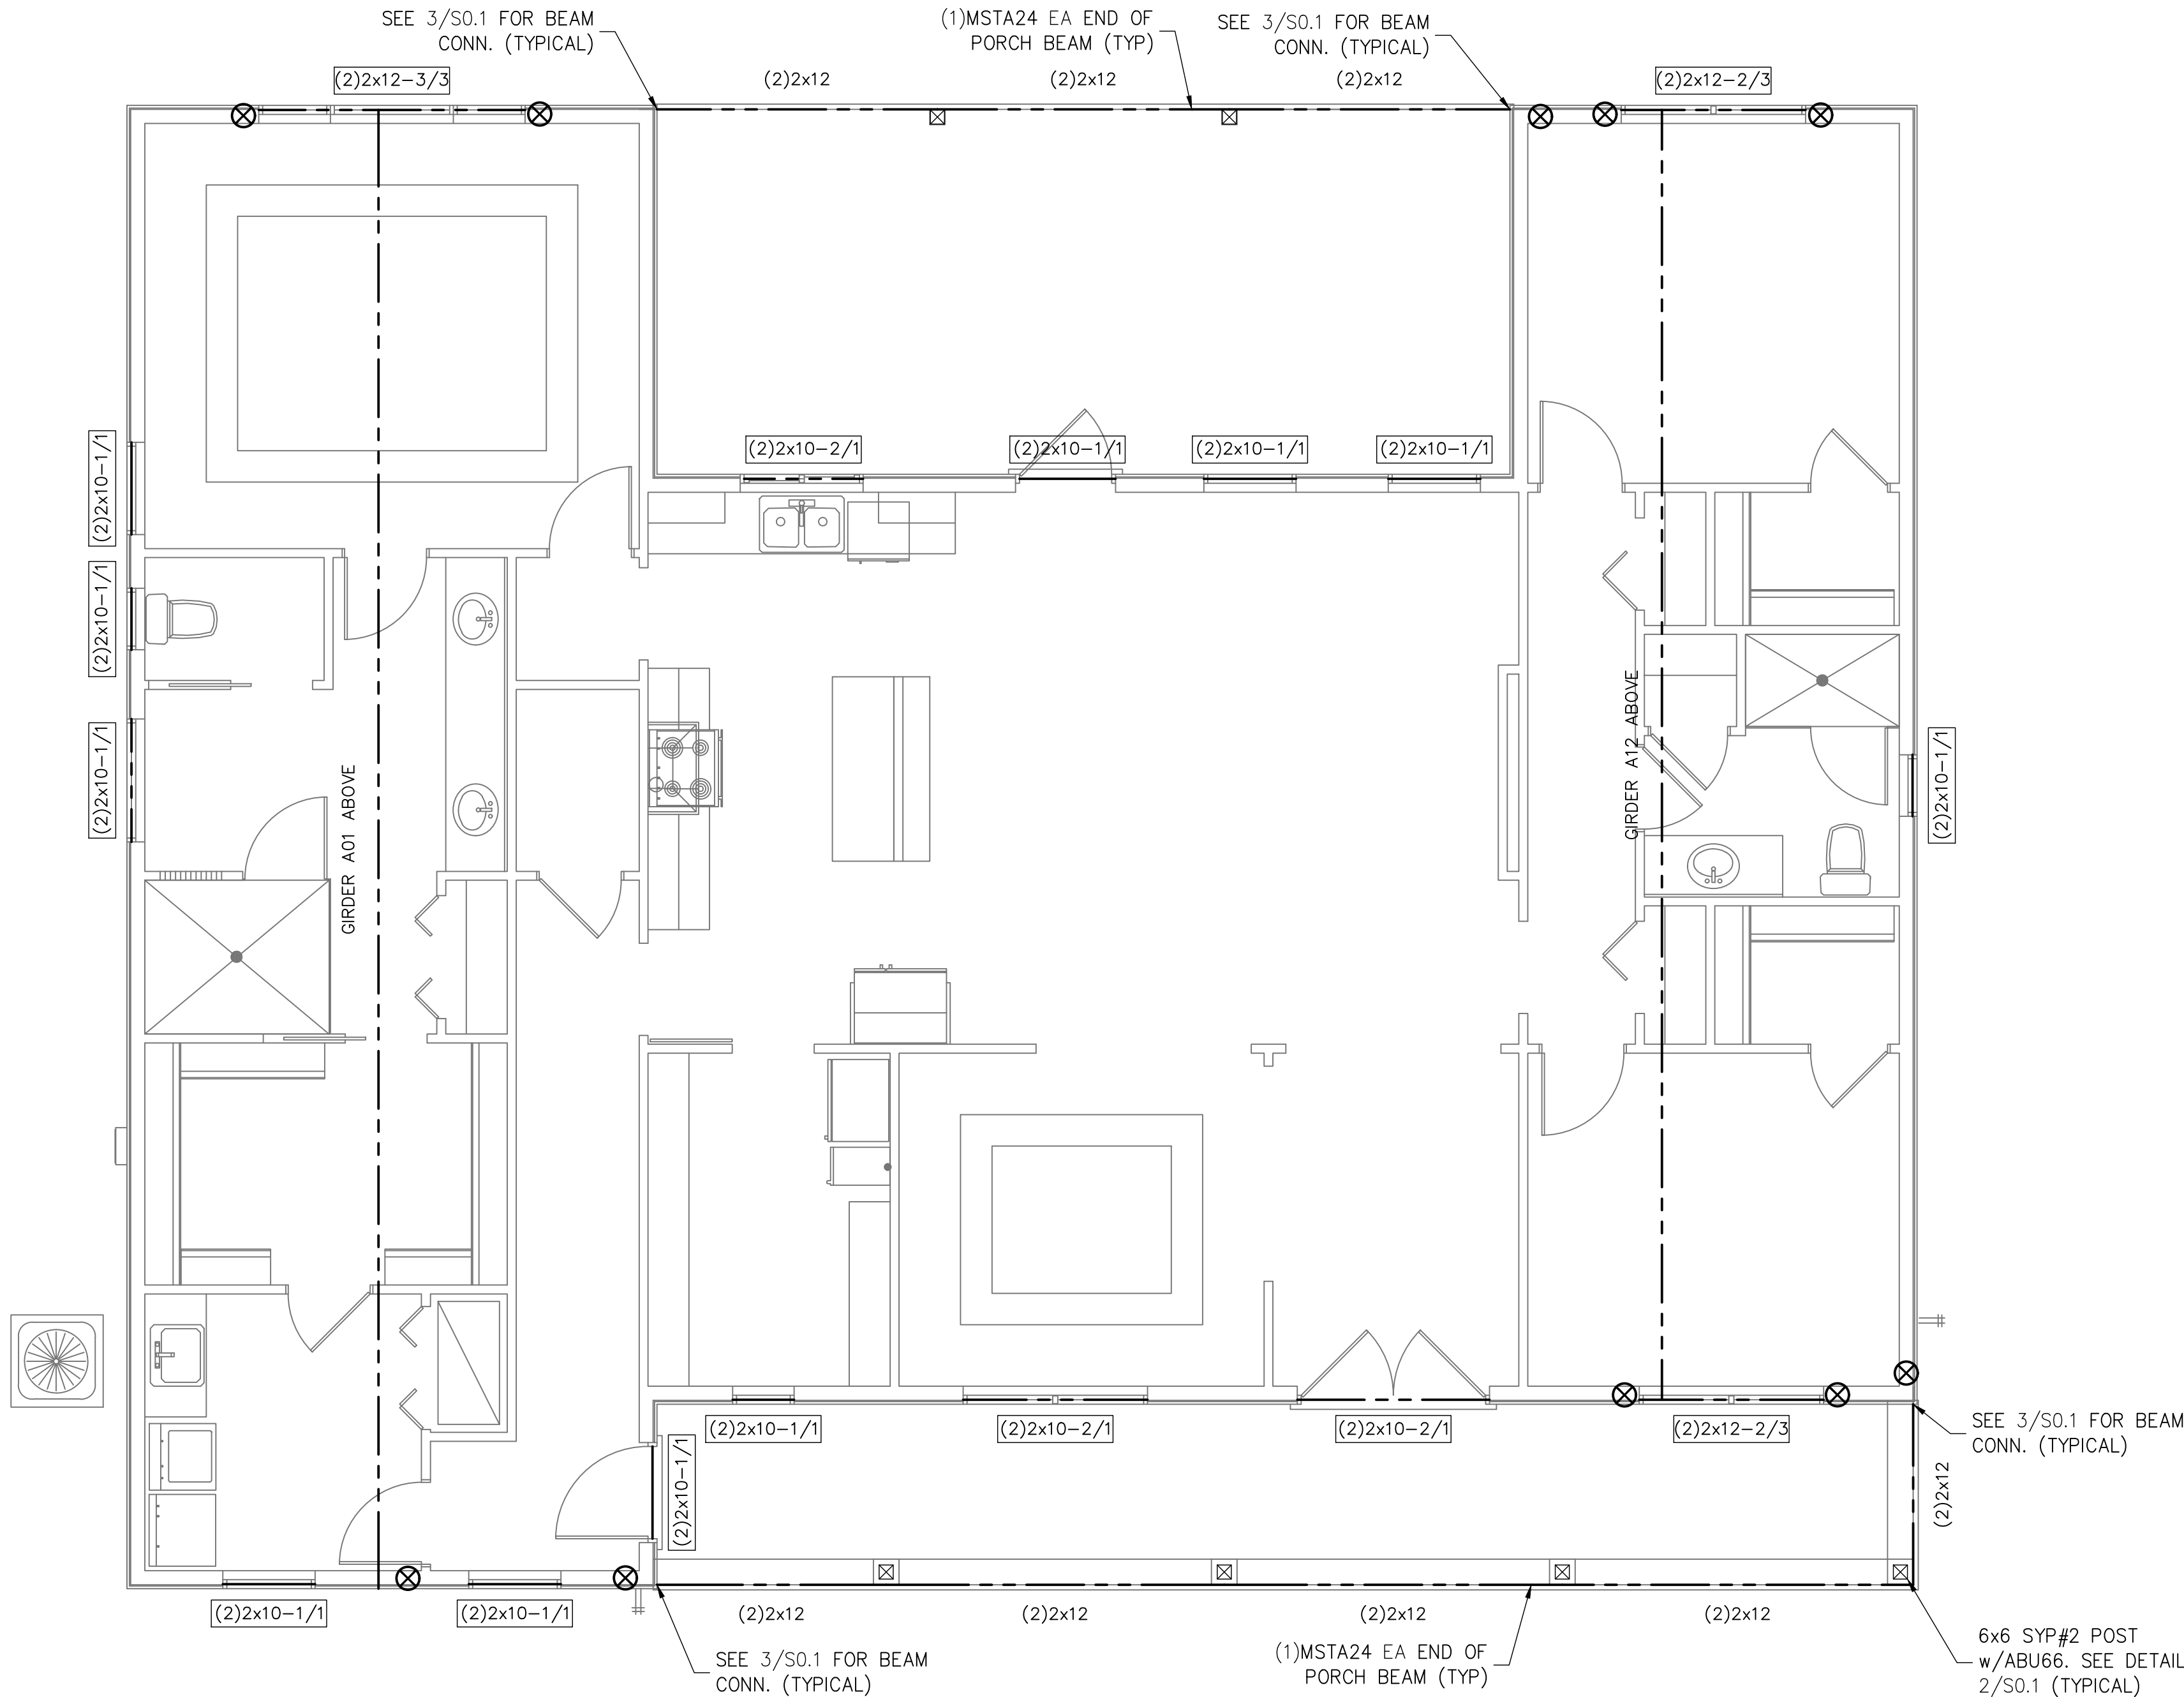 SEE 3/S0.1 FOR BEAM
CONN. (TYPICAL)
(1)MSTA24 EA END OF
PORCH BEAM (TYP)
SEE 3/S0.1 FOR BEAM
CONN. (TYPICAL)
(2)2x12-3/3
(2)2x12
(2)2x12
(2)2x12
(2)2x12-2/3
(2)2x10-2/1
(2)2x10-1/1
(2)2x10-1/1
(2)2x10-1/1
(2)2x10-1/1
(2)2x10-1/1
(2)2x10-1/1
GIRDER A01 ABOVE
GIRDER A12 ABOVE
(2)2x10-1/1
(2)2x10-1/1
(2)2x10-2/1
(2)2x10-2/1
(2)2x12-2/3
SEE 3/S0.1 FOR BEAM
CONN. (TYPICAL)
(2)2x10-1/1
(2)2x12
(2)2x10-1/1
(2)2x10-1/1
(2)2x12
(2)2x12
(2)2x12
(2)2x12
SEE 3/S0.1 FOR BEAM
CONN. (TYPICAL)
(1)MSTA24 EA END OF
PORCH BEAM (TYP)
6x6 SYP#2 POST
w/ABU66. SEE DETAIL
2/S0.1 (TYPICAL)